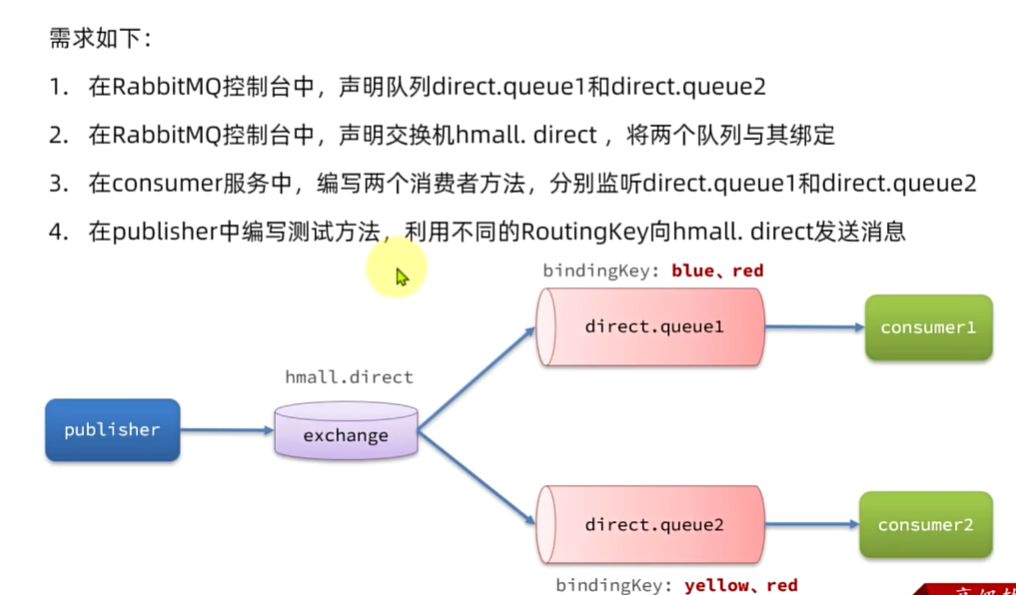 需求如下：
1. 在RabbitMQ控制台中，声明队列direct.queue1和direct.queue2
2. 在RabbitMQ控制台中，声明交换机hmall. direct ，将两个队列与其绑定
3. 在consumer服务中，编写两个消费者方法，分别监听direct.queue1和direct.queue2
4. 在publisher中编写测试方法，利用不同的RoutingKey向hmall. direct发送消息
bindingKey: blue、red
direct.queue1
consumer1
hmall.direct
publisher
exchange
direct.queue2
consumer2
bindingKey: yellow、red